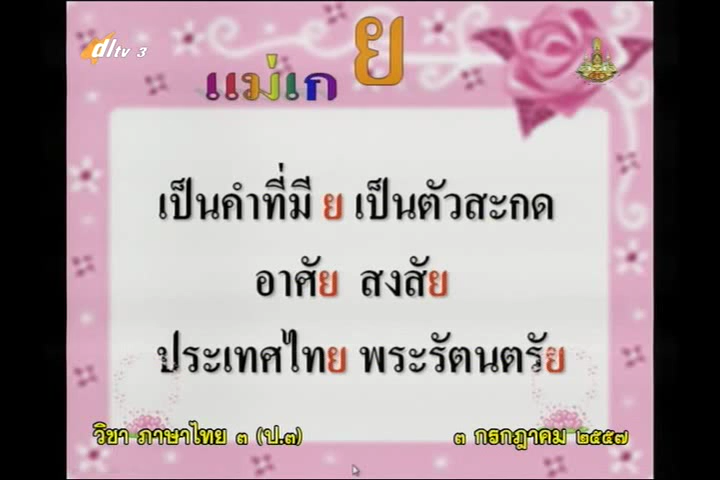 dltv 3
แม่เกย
เป็นคำที่มี ย เป็นตัวสะกด
อาศัย สงสัย
ประเทศไทย พระรัตนตรัย
วิชา ภาษาไทย ๓ (ป.๓)
๓ กรกฎาคม ๒๕๕๗